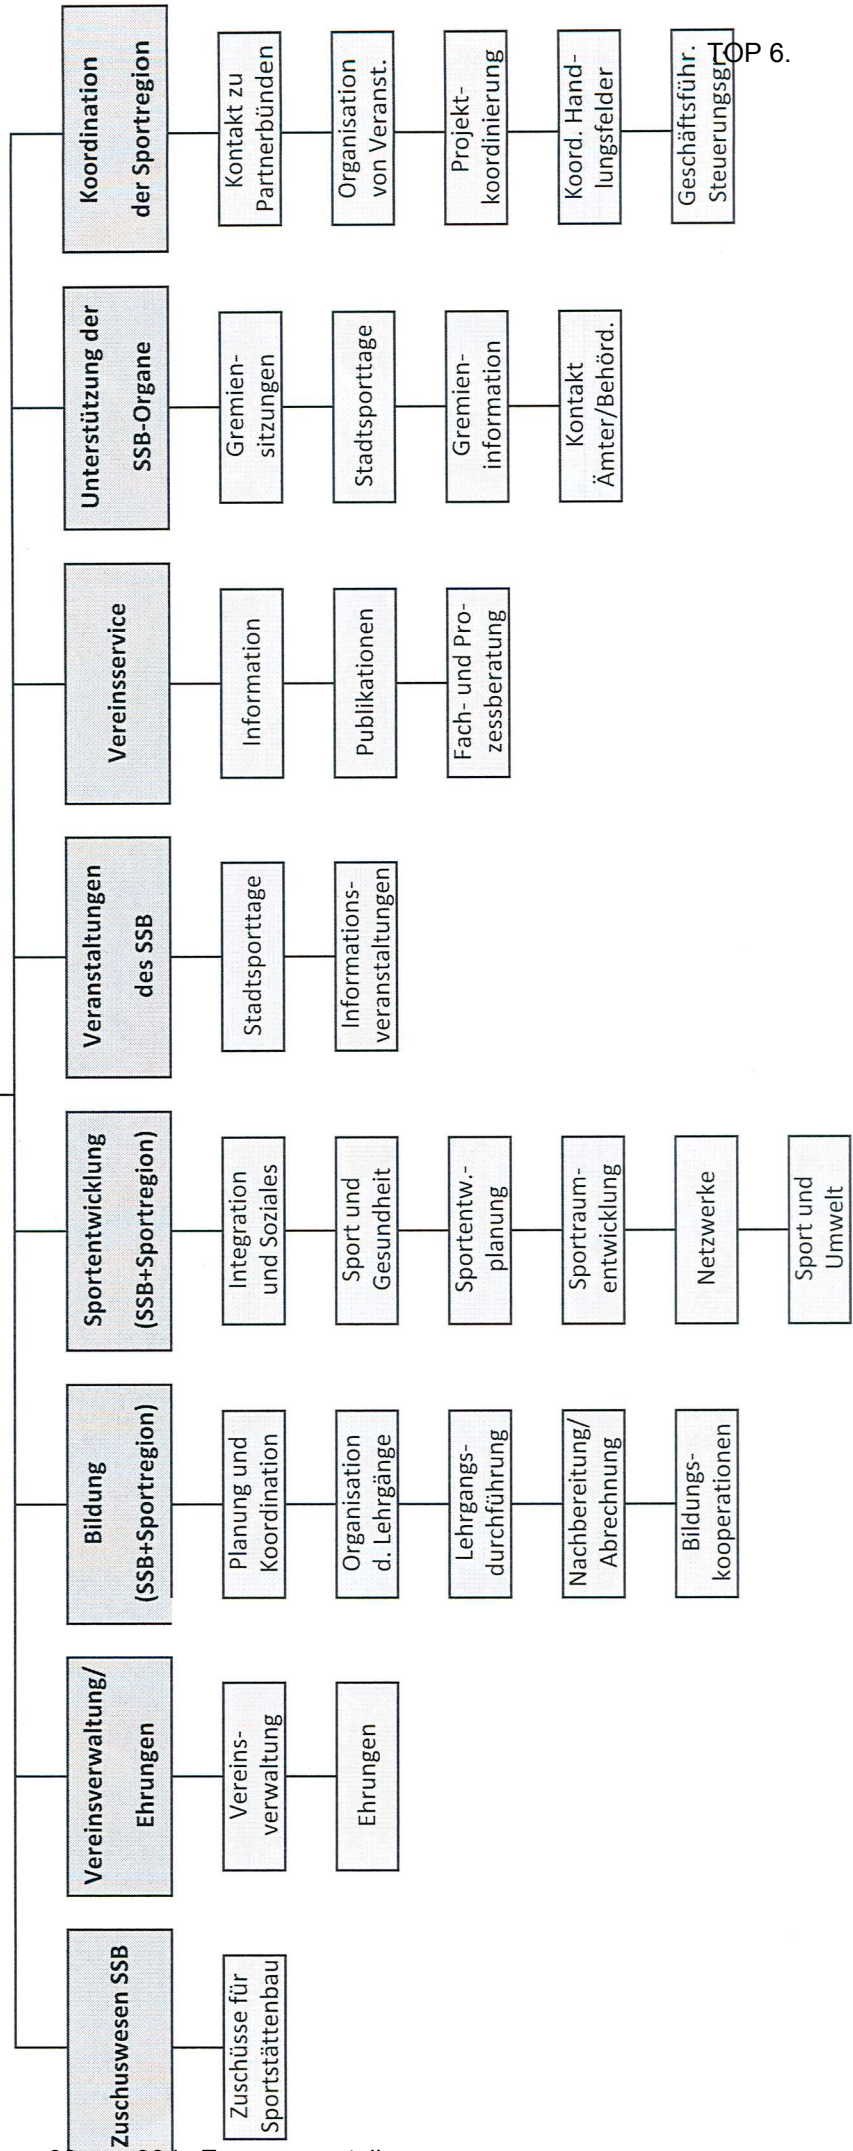 TOP 6.
Zuschuswesen SSB
Zuschüsse für
Sportstättenbau
Vereinsverwaltung/
Ehrungen
Vereins-
verwaltung
Ehrungen
Bildung
(SSB+Sportregion)
Planung und
Koordination
Organisation
d. Lehrgänge
Lehrgangs-
durchführung
Nachbereitung/
Abrechnung
Bildungs-
kooperationen
Sportentwicklung
(SSB+Sportregion)
Integration
und Soziales
Sport und
Gesundheit
Sportentw.-
planung
Sportraum-
entwicklung
Netzwerke
Sport und
Umwelt
Veranstaltungen
des SSB
Stadtsporttage
Informations-
veranstaltungen
Vereinsservice
Information
Publikationen
Fach- und Pro-
zessberatung
Unterstützung der
SSB-Organe
Gremien-
sitzungen
Stadtsporttage
Gremien-
information
Kontakt
Ämter/Behörd.
Koordination
der Sportregion
Kontakt zu
Partnerbünden
Organisation
von Veranst.
Projekt-
koordinierung
Koord. Hand-
lungsfelder
Geschäftsführ.
Steuerungsgr.